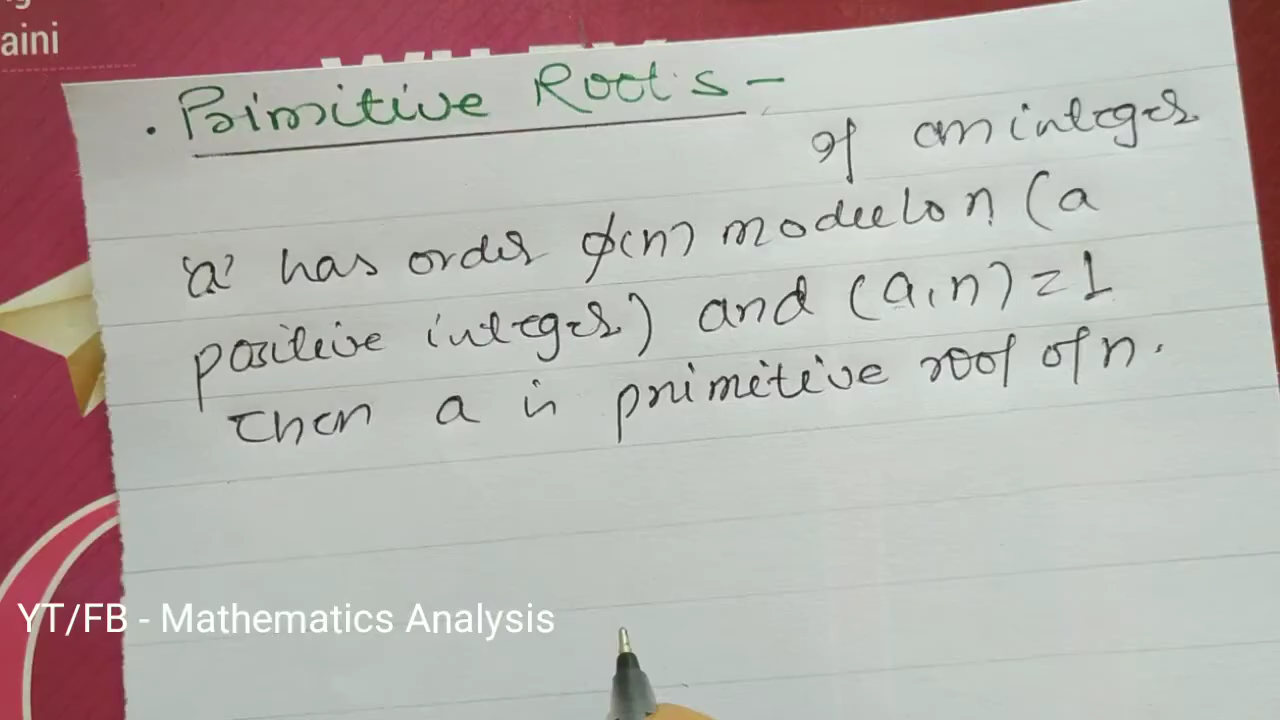 aini
. Primitive Roots -
of an integer
'a' has order φ(n) modulo n (a
positive integer) and (a,n)=1
Then a is primitive root of n.
YT/FB - Mathematics Analysis